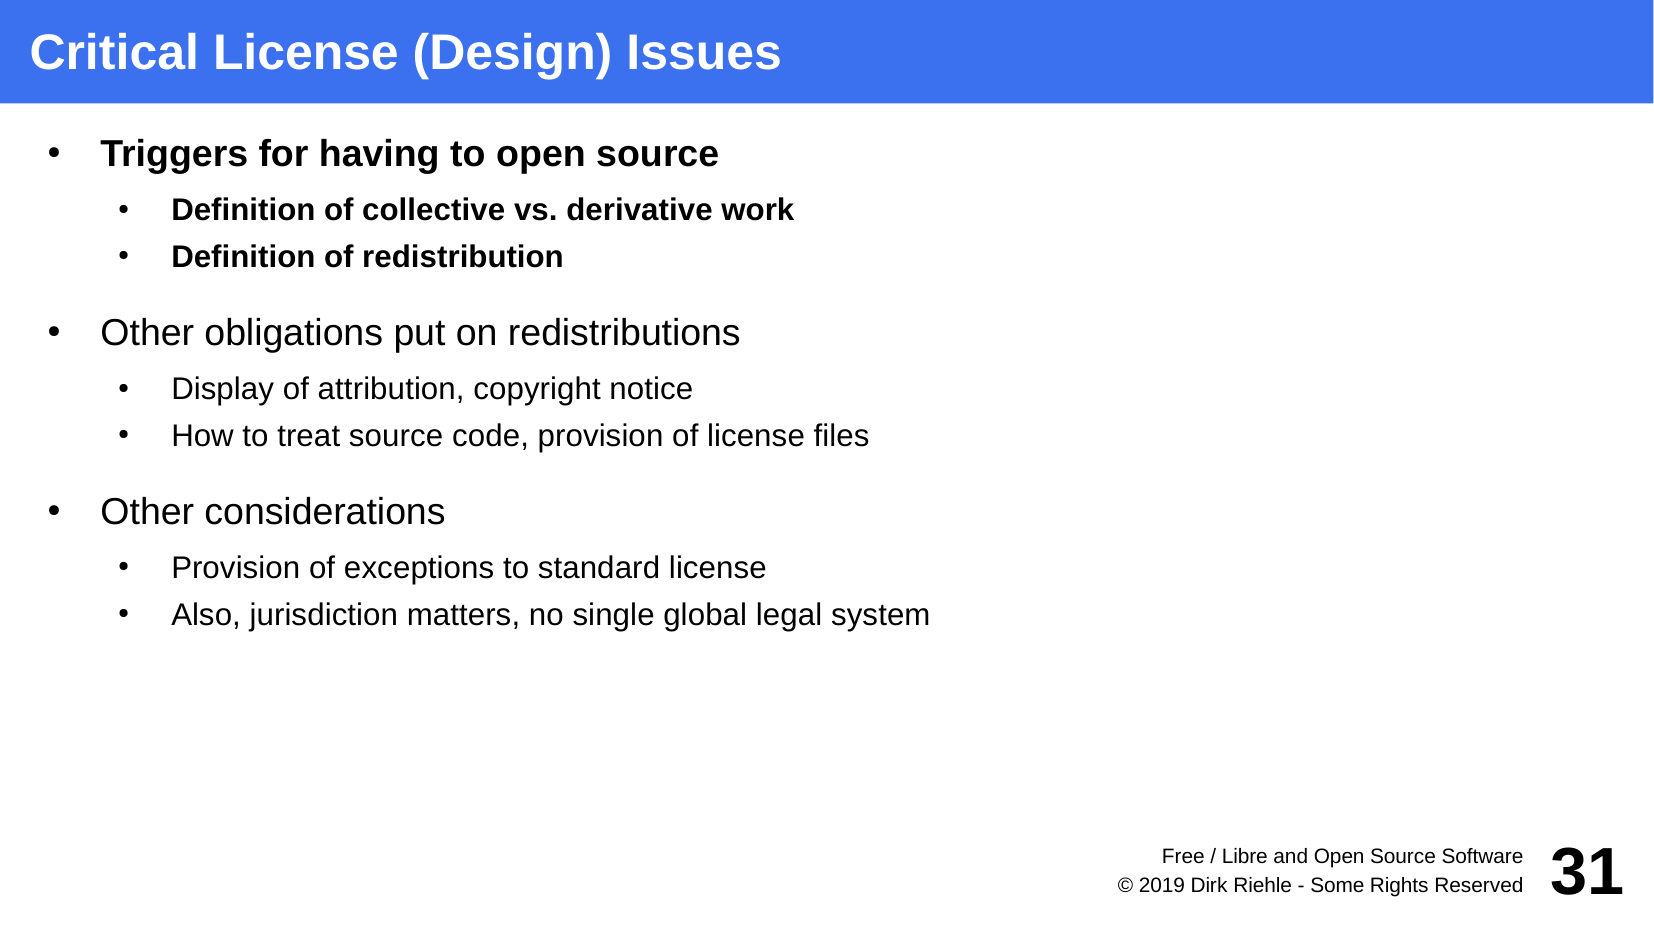 Critical License (Design) Issues
• Triggers for having to open source
• Definition of collective vs. derivative work
• Definition of redistribution
• Other obligations put on redistributions
• Display of attribution, copyright notice
• How to treat source code, provision of license files
• Other considerations
• Provision of exceptions to standard license
• Also, jurisdiction matters, no single global legal system
Free / Libre and Open Source Software
© 2019 Dirk Riehle - Some Rights Reserved
31